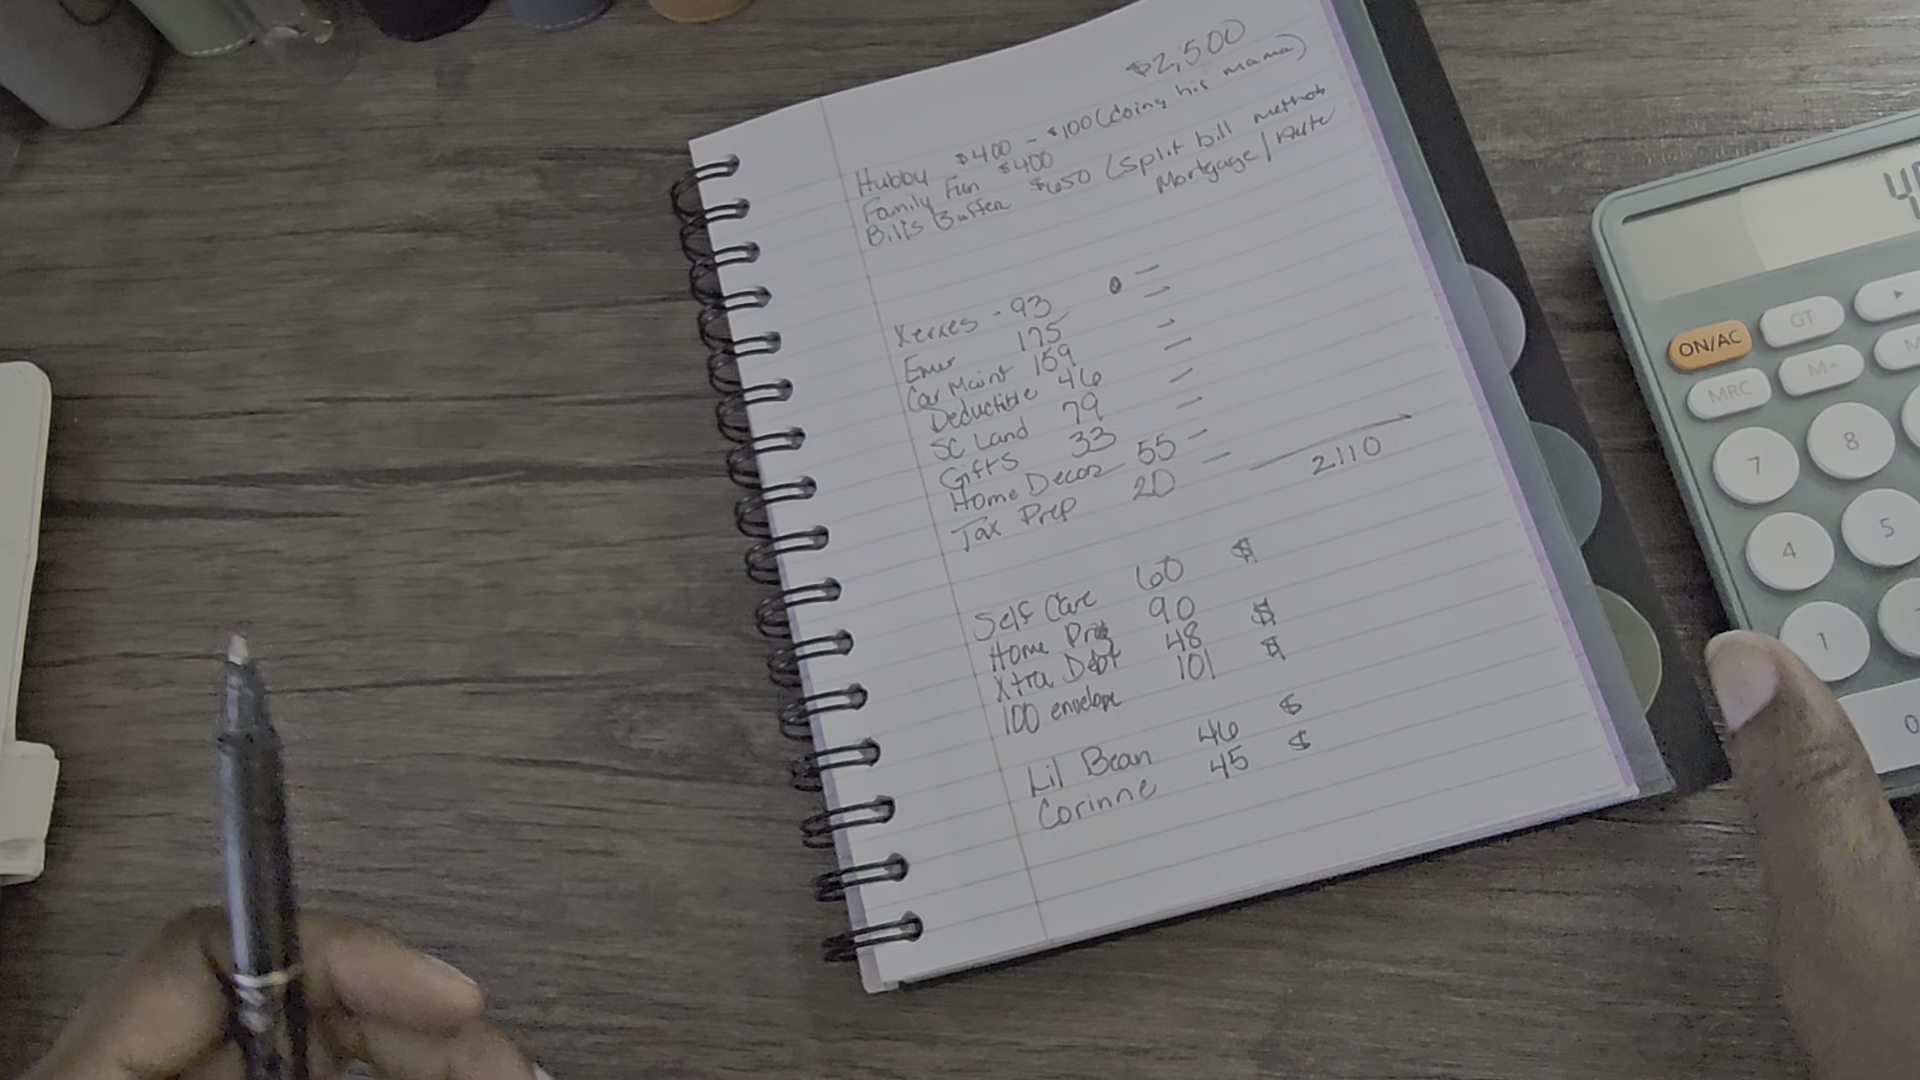 $2,500
Hubby $400 - $100 (doing his mama)
Family Fun $400
Bills Buffer $650 (Split bill method
Mortgage/
Xerxes - 93
Emer 175
Car Maint 159
Deductible 46
SC Land 79
Gifts 33
Home Decor 55
Tax Prep 20
2110
Self Care 60 $
Home Proj 90
Xtra Debt 48 $
100 envelope 101 $
Lil Bean 46 $
Corinne 45 $
ON/AC GT
MRC M+
7 8
4 5
1
0